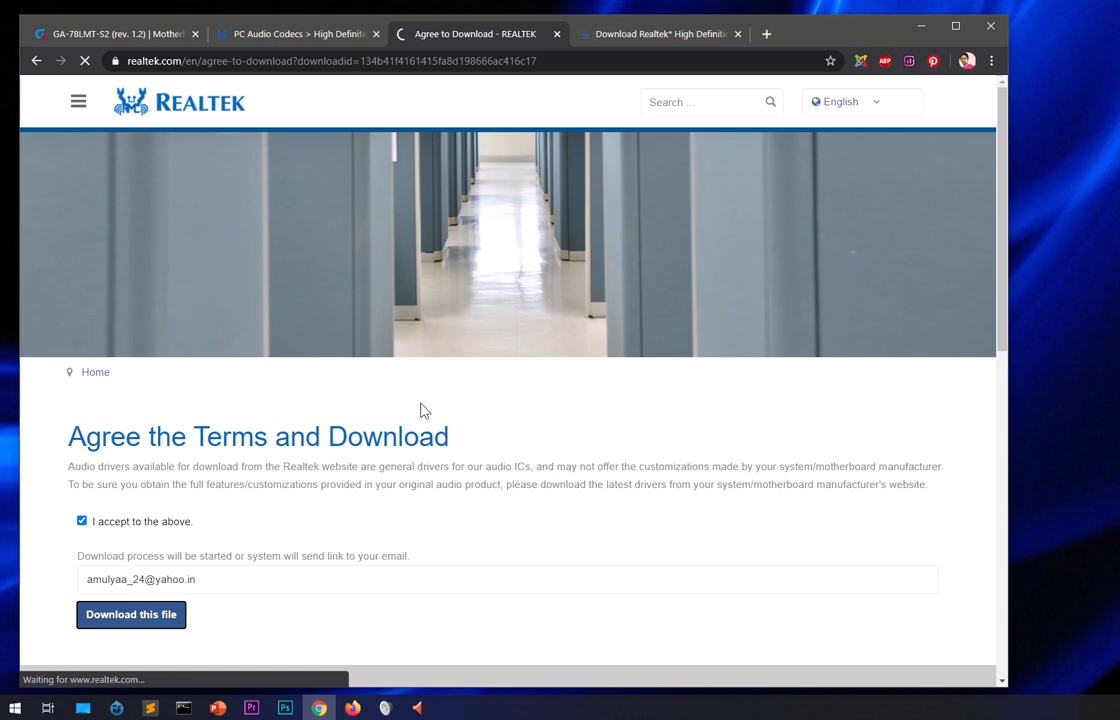 GA-78LMT-S2 (rev. 1.2) | Motherb
PC Audio Codecs > High Definiti
Agree to Download - REALTEK
Download Realtek* High Definitio
realtek.com/en/agree-to-download?downloadid=134b41f4161415fa8d198666ac416c17
ABP
REALTEK
Search ...
English
Home
Agree the Terms and Download
Audio drivers available for download from the Realtek website are general drivers for our audio ICs, and may not offer the customizations made by your system/motherboard manufacturer.
To be sure you obtain the full features/customizations provided in your original audio product, please download the latest drivers from your system/motherboard manufacturer's website.
I accept to the above.
Download process will be started or system will send link to your email.
amulyaa_24@yahoo.in
Download this file
Waiting for www.realtek.com...
Pr
Ps